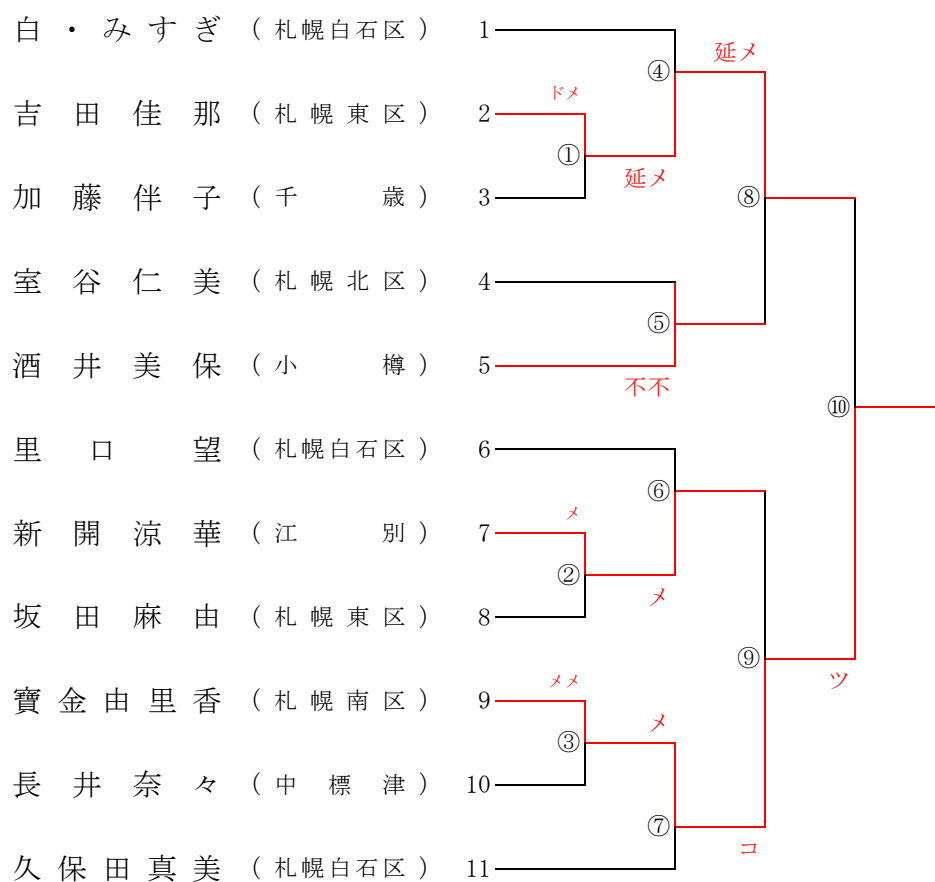 白・みすぎ (札幌白石区) 1
延メ
④
ドメ
吉田佳那 (札幌東区) 2
①
延メ
加藤伴子 (千歳) 3
⑧
室谷仁美 (札幌北区) 4
⑤
酒井美保 (小樽) 5
不不
⑩
里口望 (札幌白石区) 6
⑥
メ
新開涼華 (江別) 7
②
メ
坂田麻由 (札幌東区) 8
⑨
ツ
メメ
寶金由里香 (札幌南区) 9
メ
③
長井奈々 (中標津) 10
⑦
コ
久保田真美 (札幌白石区) 11